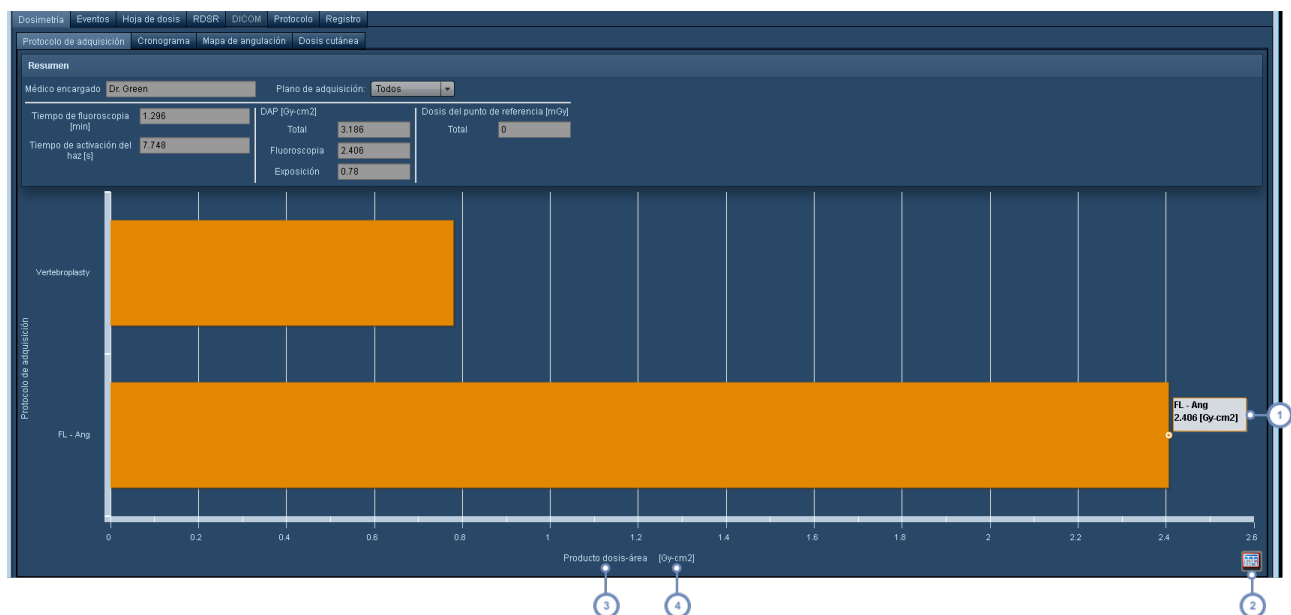 Dosimetría Eventos Hoja de dosis RDSR DICOM Protocolo Registro
Protocolo de adquisición Cronograma Mapa de angulación Dosis cutánea
Resumen
Médico encargado Dr. Green Plano de adquisición: Todos
Tiempo de fluoroscopia [min] 1.296
Tiempo de activación del haz [s] 7.748
DAP [Gy-cm2]
Total 3.186
Fluoroscopia 2.406
Exposición 0.78
Dosis del punto de referencia [mGy]
Total 0
Protocolo de adquisición
Vertebroplasty
FL - Ang
FL - Ang
2.406 [Gy-cm2]
1
0 0.2 0.4 0.6 0.8 1 1.2 1.4 1.6 1.8 2 2.2 2.4 2.6
Producto dosis-área [Gy-cm2]
3 4 2